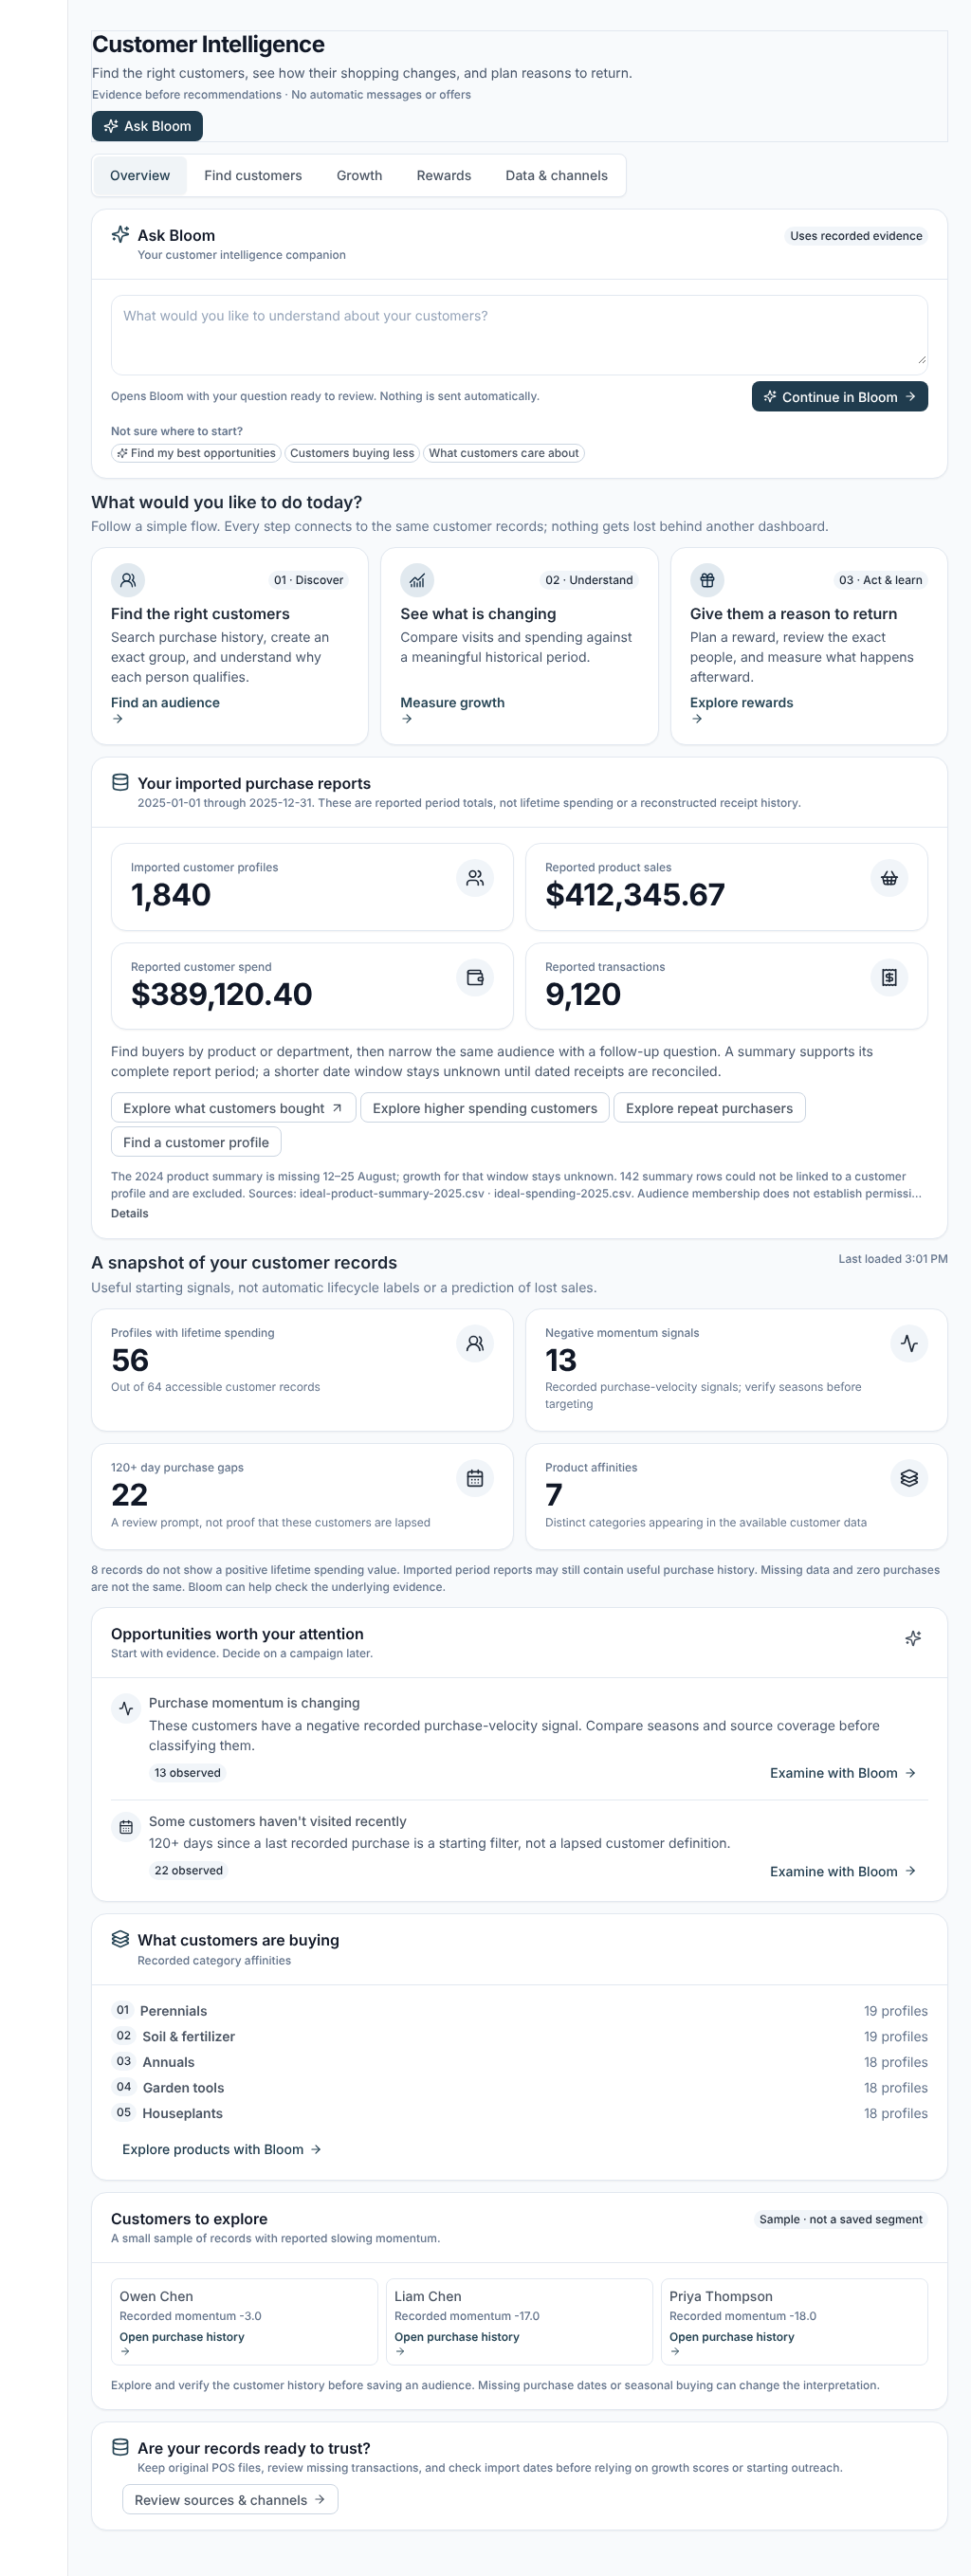 Customer Intelligence
Find the right customers, see how their shopping changes, and plan reasons to return.
Evidence before recommendations · No automatic messages or offers
Ask Bloom
Overview
Find customers
Growth
Rewards
Data & channels
Ask Bloom
Uses recorded evidence
Your customer intelligence companion
What would you like to understand about your customers?
Opens Bloom with your question ready to review. Nothing is sent automatically.
Continue in Bloom →
Not sure where to start?
Find my best opportunities
Customers buying less
What customers care about
What would you like to do today?
Follow a simple flow. Every step connects to the same customer records; nothing gets lost behind another dashboard.
01 · Discover
Find the right customers
Search purchase history, create an
exact group, and understand why
each person qualifies.
Find an audience
→
02 · Understand
See what is changing
Compare visits and spending against
a meaningful historical period.
Measure growth
→
03 · Act & learn
Give them a reason to return
Plan a reward, review the exact
people, and measure what happens
afterward.
Explore rewards
→
Your imported purchase reports
2025-01-01 through 2025-12-31. These are reported period totals, not lifetime spending or a reconstructed receipt history.
Imported customer profiles
1,840
Reported product sales
$412,345.67
Reported customer spend
$389,120.40
Reported transactions
9,120
Find buyers by product or department, then narrow the same audience with a follow-up question. A summary supports its
complete report period; a shorter date window stays unknown until dated receipts are reconciled.
Explore what customers bought ↗
Explore higher spending customers
Explore repeat purchasers
Find a customer profile
The 2024 product summary is missing 12–25 August; growth for that window stays unknown. 142 summary rows could not be linked to a customer
profile and are excluded. Sources: ideal-product-summary-2025.csv · ideal-spending-2025.csv. Audience membership does not establish permissi...
Details
A snapshot of your customer records
Last loaded 3:01 PM
Useful starting signals, not automatic lifecycle labels or a prediction of lost sales.
Profiles with lifetime spending
56
Out of 64 accessible customer records
Negative momentum signals
13
Recorded purchase-velocity signals; verify seasons before
targeting
120+ day purchase gaps
22
A review prompt, not proof that these customers are lapsed
Product affinities
7
Distinct categories appearing in the available customer data
8 records do not show a positive lifetime spending value. Imported period reports may still contain useful purchase history. Missing data and zero purchases
are not the same. Bloom can help check the underlying evidence.
Opportunities worth your attention
Start with evidence. Decide on a campaign later.
Purchase momentum is changing
These customers have a negative recorded purchase-velocity signal. Compare seasons and source coverage before
classifying them.
13 observed
Examine with Bloom →
Some customers haven't visited recently
120+ days since a last recorded purchase is a starting filter, not a lapsed customer definition.
22 observed
Examine with Bloom →
What customers are buying
Recorded category affinities
01 Perennials 19 profiles
02 Soil & fertilizer 19 profiles
03 Annuals 18 profiles
04 Garden tools 18 profiles
05 Houseplants 18 profiles
Explore products with Bloom →
Customers to explore
Sample · not a saved segment
A small sample of records with reported slowing momentum.
Owen Chen
Recorded momentum -3.0
Open purchase history
→
Liam Chen
Recorded momentum -17.0
Open purchase history
→
Priya Thompson
Recorded momentum -18.0
Open purchase history
→
Explore and verify the customer history before saving an audience. Missing purchase dates or seasonal buying can change the interpretation.
Are your records ready to trust?
Keep original POS files, review missing transactions, and check import dates before relying on growth scores or starting outreach.
Review sources & channels →